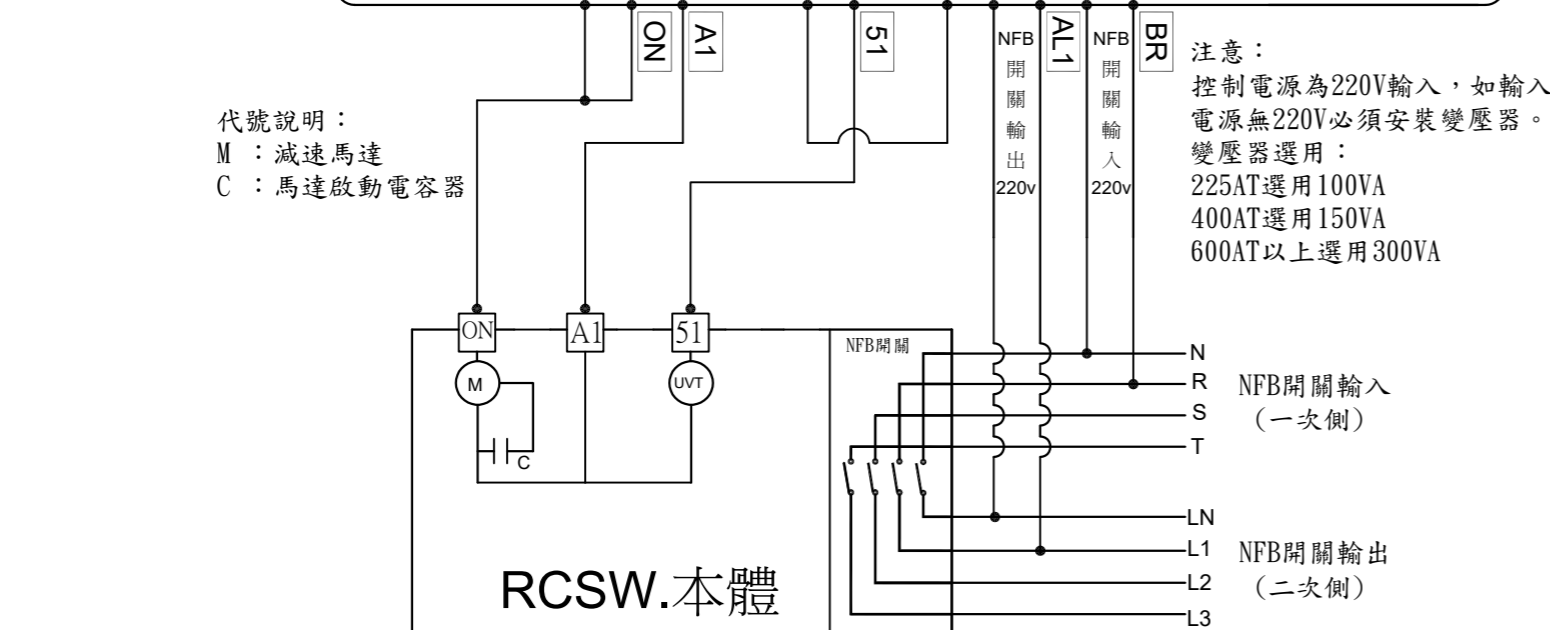 ON
A1
51
NFB
開
關
輸
出
220v
AL1
NFB
開
關
輸
入
220v
BR
注意：
控制電源為220V輸入，如輸入
電源無220V必須安裝變壓器。
變壓器選用：
225AT選用100VA
400AT選用150VA
600AT以上選用300VA
代號說明：
M ：減速馬達
C ：馬達啟動電容器
ON
A1
51
NFB開關
M
UVT
C
N
R
S
T
NFB開關輸入
(一次側)
LN
L1
L2
L3
NFB開關輸出
(二次側)
RCSW.本體